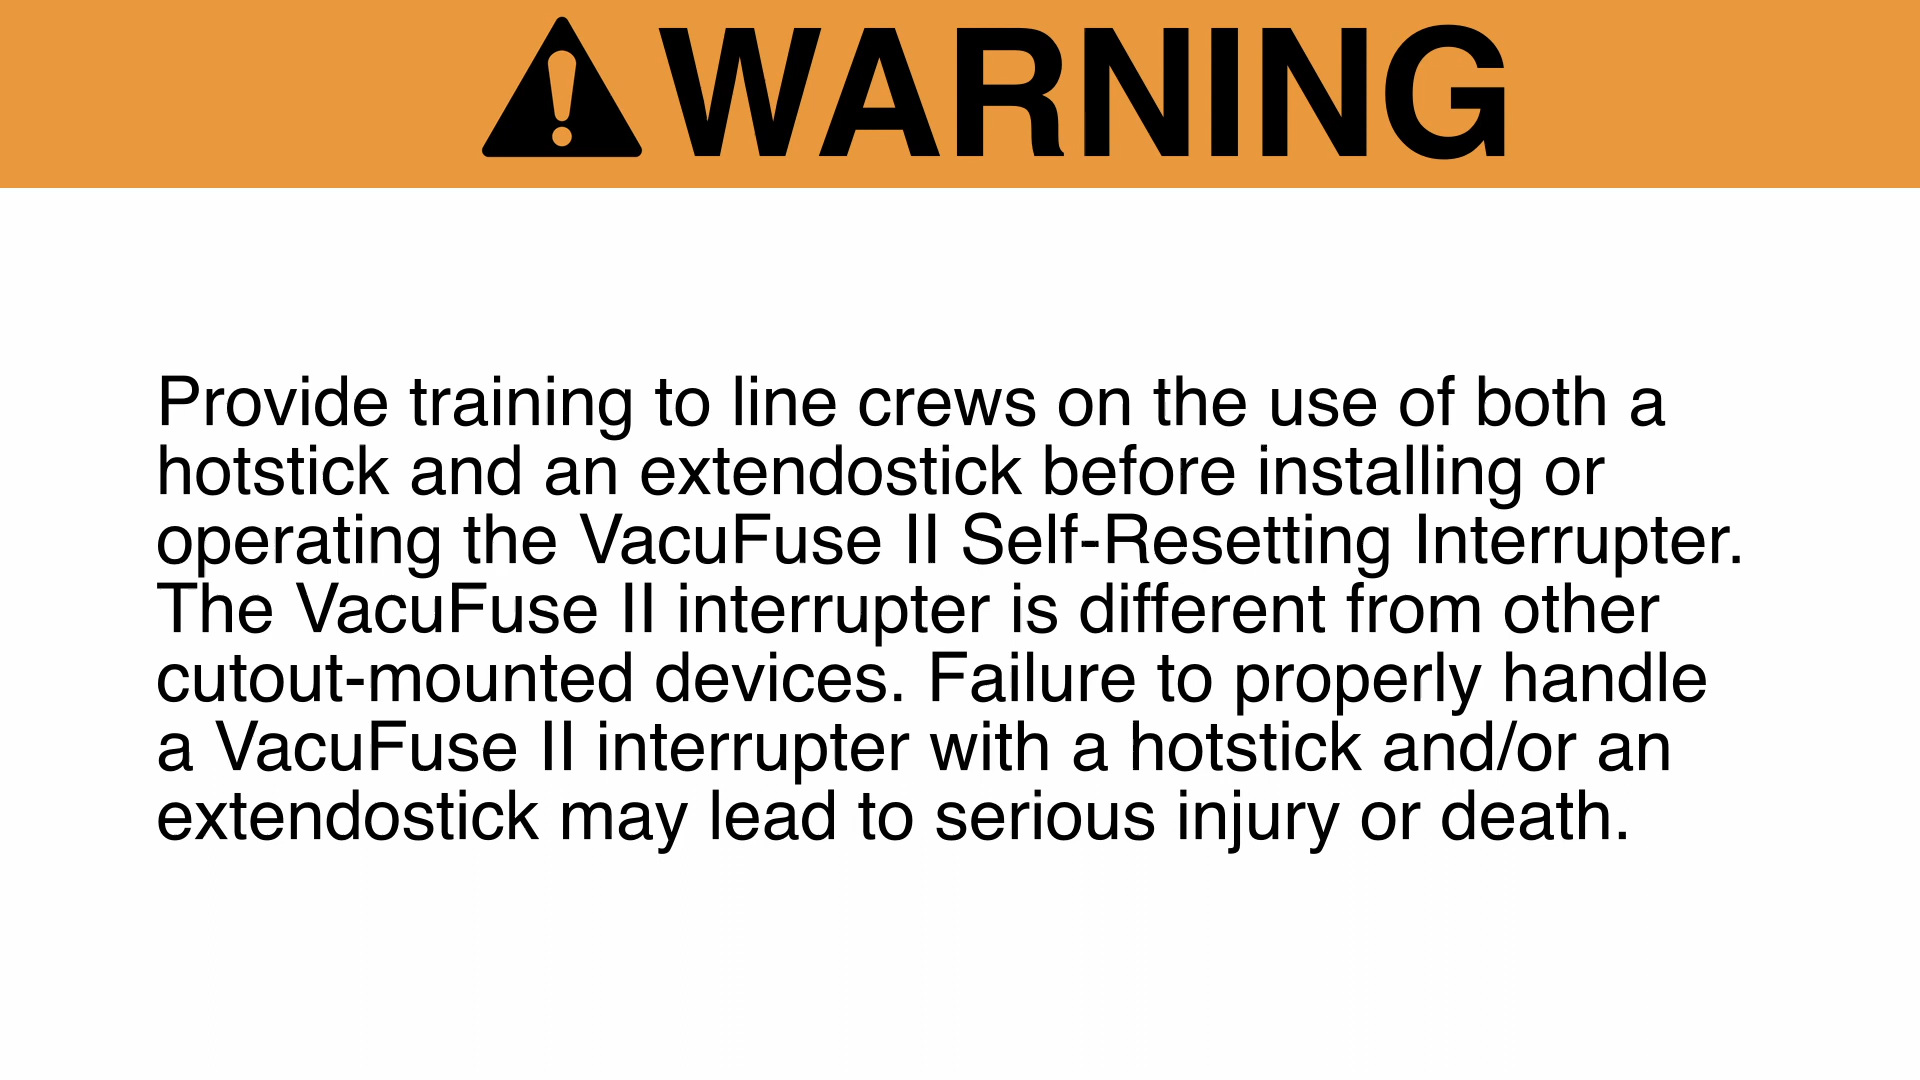 WARNING
Provide training to line crews on the use of both a
hotstick and an extendostick before installing or
operating the VacuFuse II Self-Resetting Interrupter.
The VacuFuse II interrupter is different from other
cutout-mounted devices. Failure to properly handle
a VacuFuse II interrupter with a hotstick and/or an
extendostick may lead to serious injury or death.